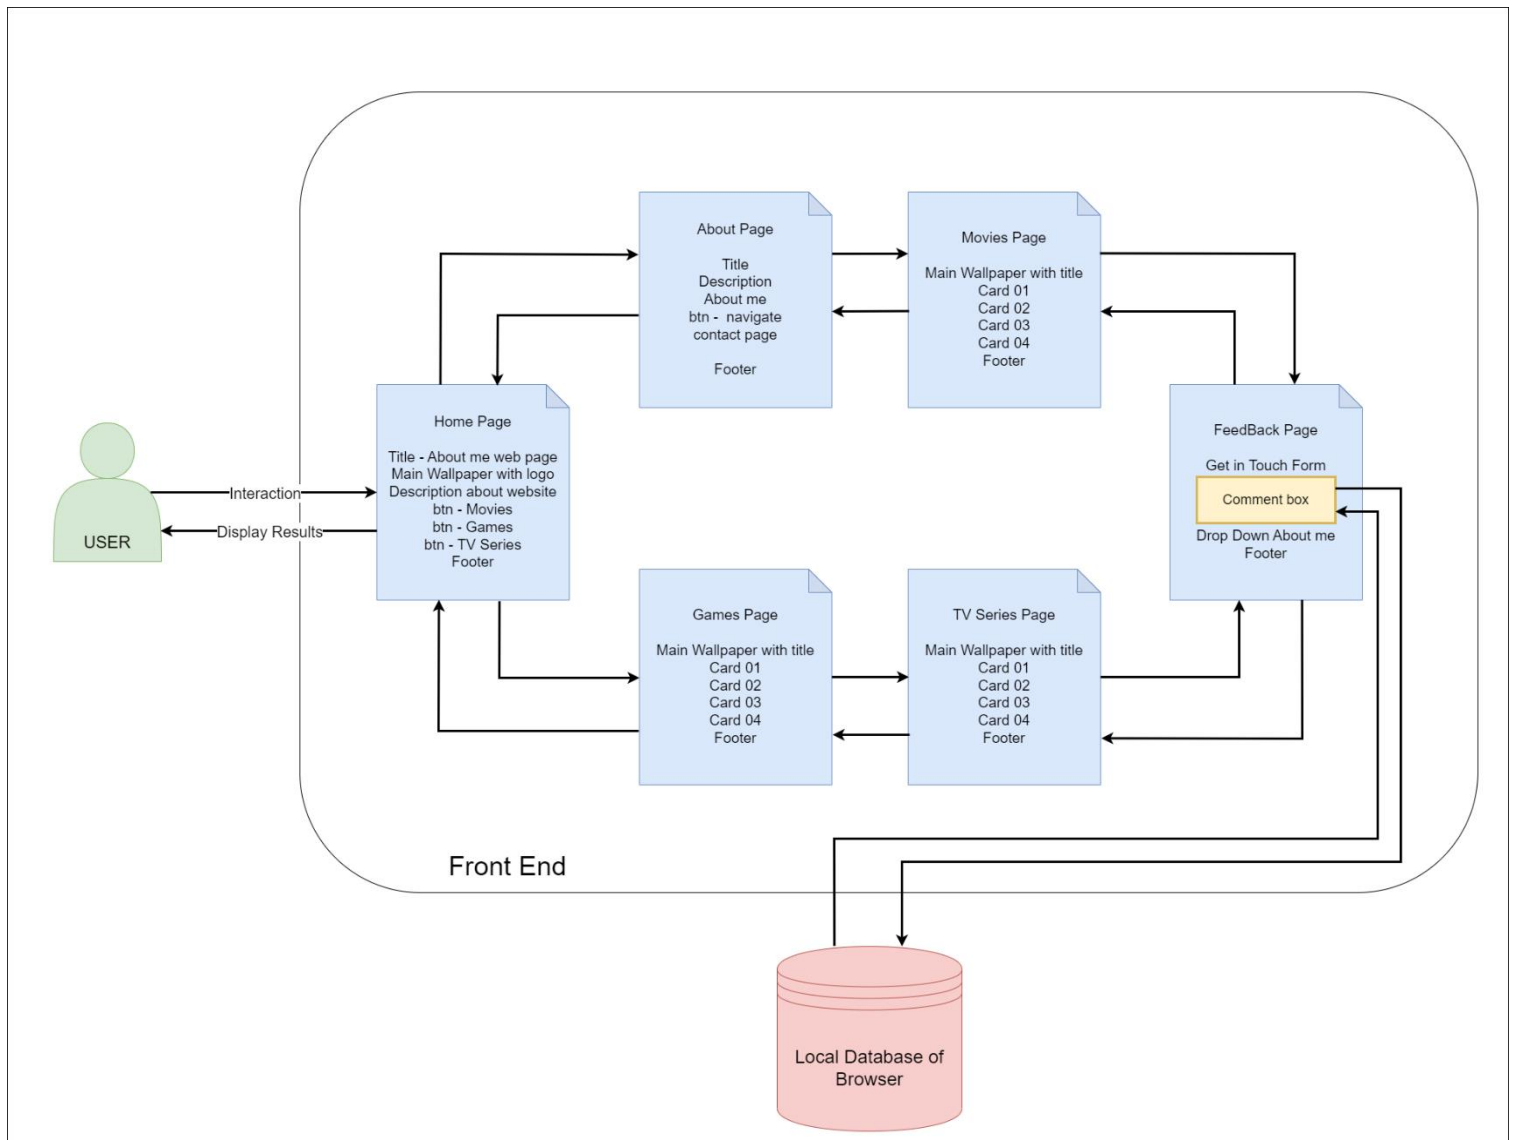 About Page
Title
Description
About me
btn -  navigate
contact page
Footer
Movies Page
Main Wallpaper with title
Card 01
Card 02
Card 03
Card 04
Footer
Home Page
Title - About me web page
Main Wallpaper with logo
Description about website
btn - Movies
btn - Games
btn - TV Series
Footer
FeedBack Page
Get in Touch Form
Comment box
Drop Down About me
Footer
Interaction
Display Results
USER
Games Page
Main Wallpaper with title
Card 01
Card 02
Card 03
Card 04
Footer
TV Series Page
Main Wallpaper with title
Card 01
Card 02
Card 03
Card 04
Footer
Front End
Local Database of
Browser